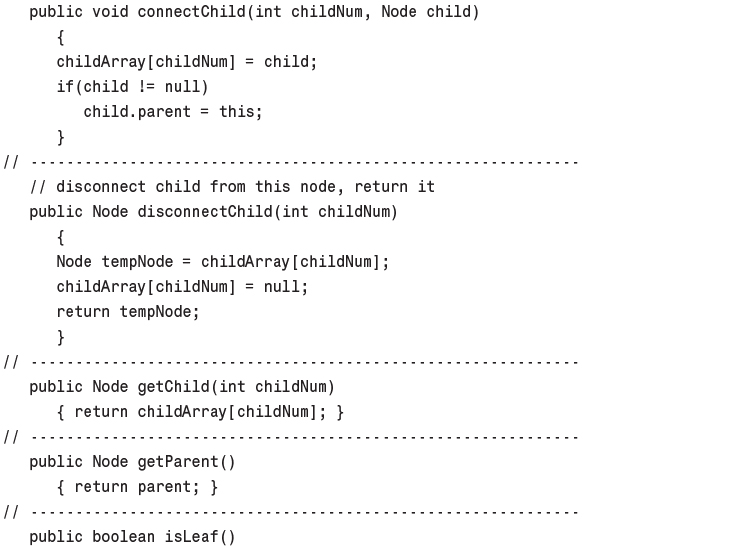 public void connectChild(int childNum, Node child)
{
childArray[childNum] = child;
if(child != null)
child.parent = this;
}
// -------------------------------------------------------------
// disconnect child from this node, return it
public Node disconnectChild(int childNum)
{
Node tempNode = childArray[childNum];
childArray[childNum] = null;
return tempNode;
}
// -------------------------------------------------------------
public Node getChild(int childNum)
{ return childArray[childNum]; }
// -------------------------------------------------------------
public Node getParent()
{ return parent; }
// -------------------------------------------------------------
public boolean isLeaf()